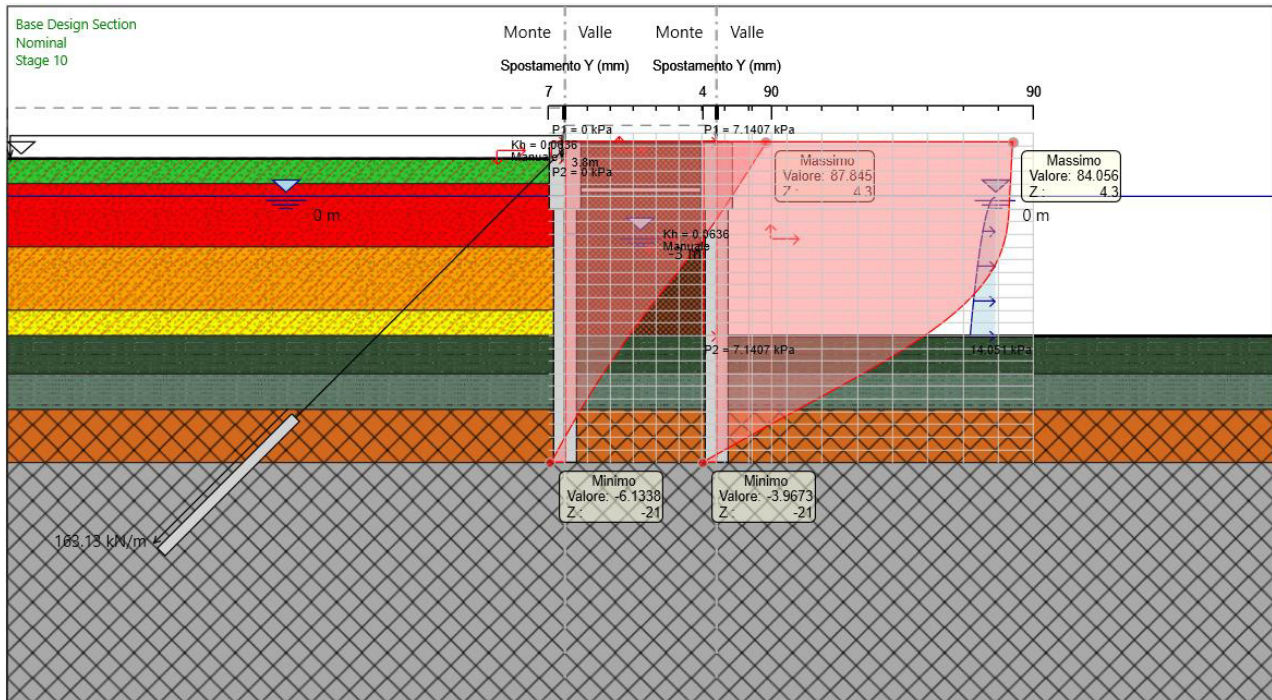 Base Design Section
Nominal
Stage 10
Monte Valle Monte Valle
Spostamento Y (mm) Spostamento Y (mm)
7 4 90 90
P1 = 0 kPa P1 = 7.1407 kPa
Kh = 0.0636
Manuale
3.8m
P2 = 0 kPa
Massimo
Valore: 87.845
Z : 4.3
Massimo
Valore: 84.056
Z : 4.3
0 m 0 m
Kh = 0.0636
Manuale
-3 m
P2 = 7.1407 kPa 14.051 kPa
Minimo
Valore: -6.1338
Z : -21
Minimo
Valore: -3.9673
Z : -21
163.13 kN/m